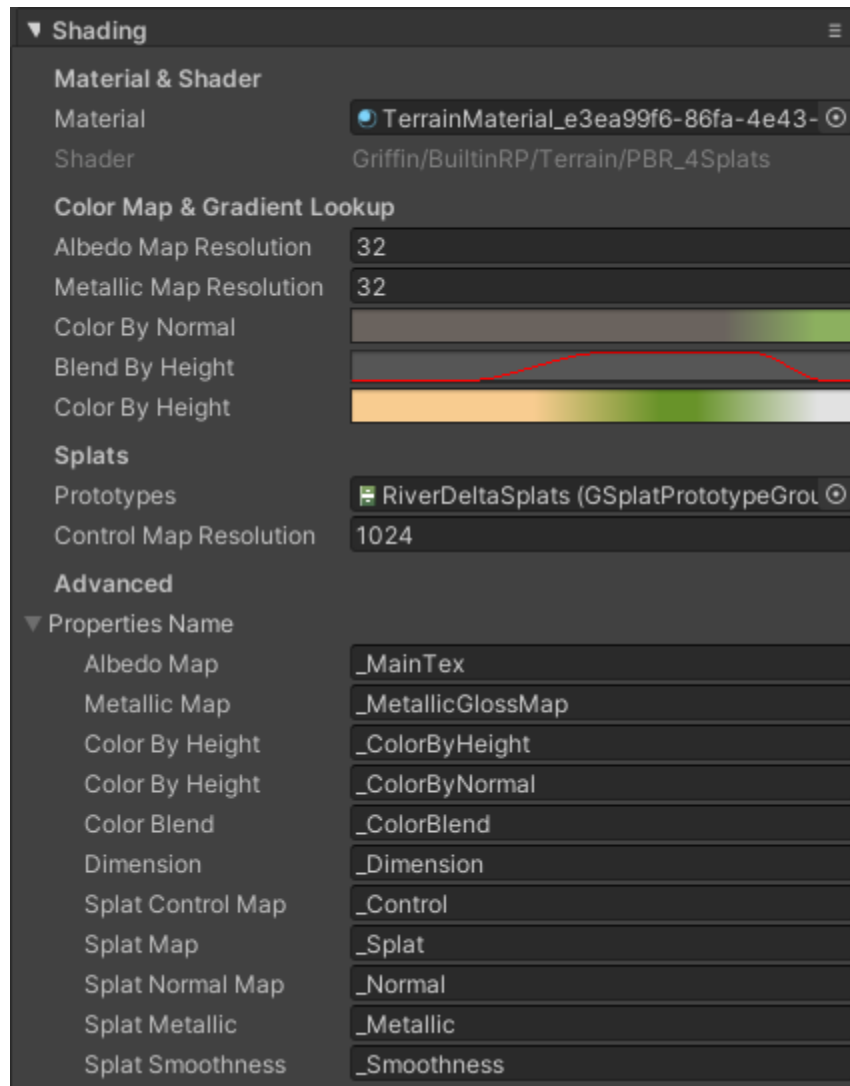 Shading
Material & Shader
Material TerrainMaterial_e3ea99f6-86fa-4e43-
Shader Griffin/BuiltinRP/Terrain/PBR_4Splats
Color Map & Gradient Lookup
Albedo Map Resolution 32
Metallic Map Resolution 32
Color By Normal
Blend By Height
Color By Height
Splats
Prototypes RiverDeltaSplats (GSplatPrototypeGrou
Control Map Resolution 1024
Advanced
Properties Name
Albedo Map _MainTex
Metallic Map _MetallicGlossMap
Color By Height _ColorByHeight
Color By Height _ColorByNormal
Color Blend _ColorBlend
Dimension _Dimension
Splat Control Map _Control
Splat Map _Splat
Splat Normal Map _Normal
Splat Metallic _Metallic
Splat Smoothness _Smoothness